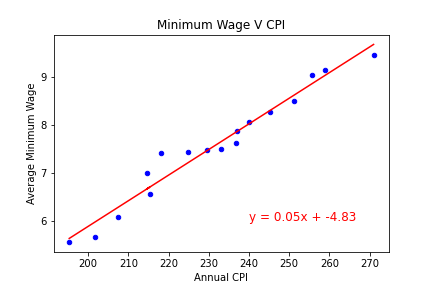 Minimum Wage V CPI
9
8
7
6
Average Minimum Wage
y = 0.05x + -4.83
200 210 220 230 240 250 260 270
Annual CPI